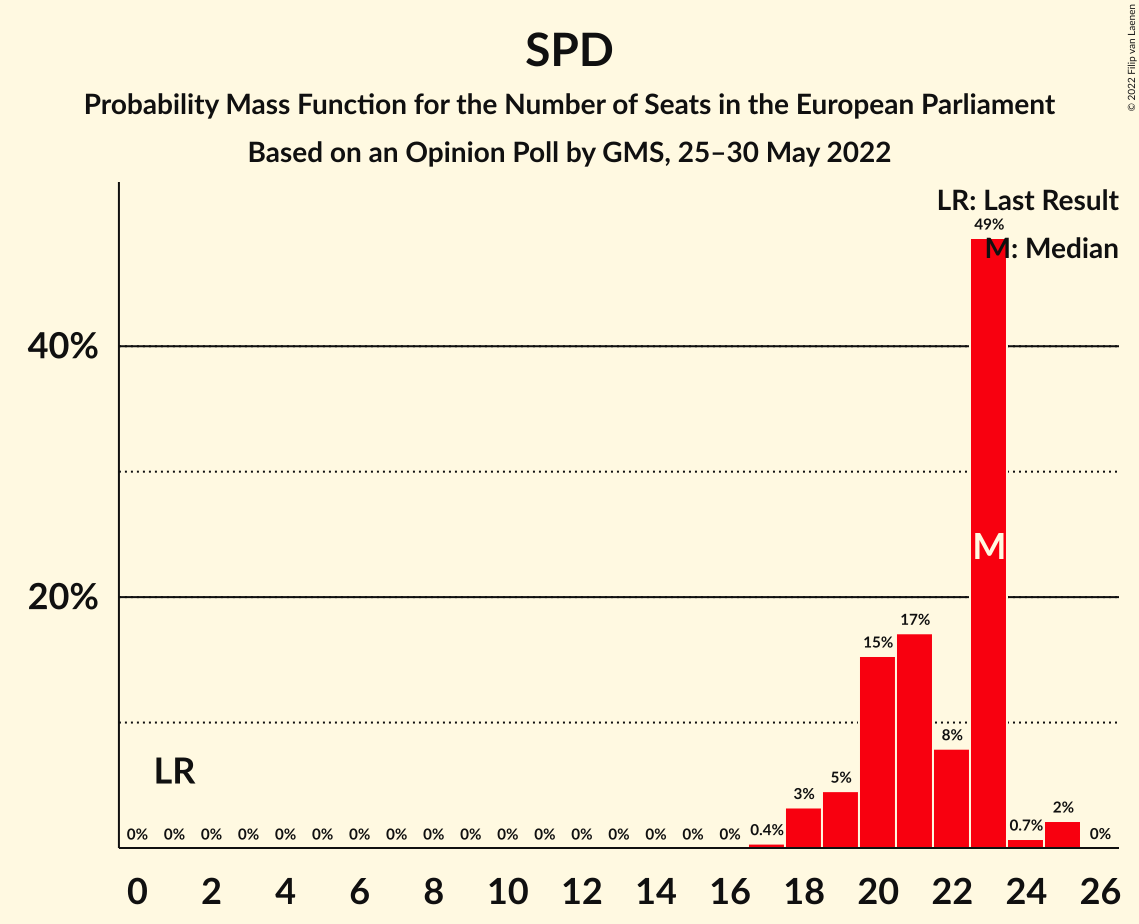 SPD
Probability Mass Function for the Number of Seats in the European Parliament
Based on an Opinion Poll by GMS, 25–30 May 2022
© 2022 Filip van Laenen
LR: Last Result
M: Median
49%
40%
M
20%
17%
15%
8%
LR
5%
3%
2%
0% 0% 0% 0% 0% 0% 0% 0% 0% 0% 0% 0% 0% 0% 0% 0% 0% 0.4% 0.7% 0%
0 2 4 6 8 10 12 14 16 18 20 22 24 26